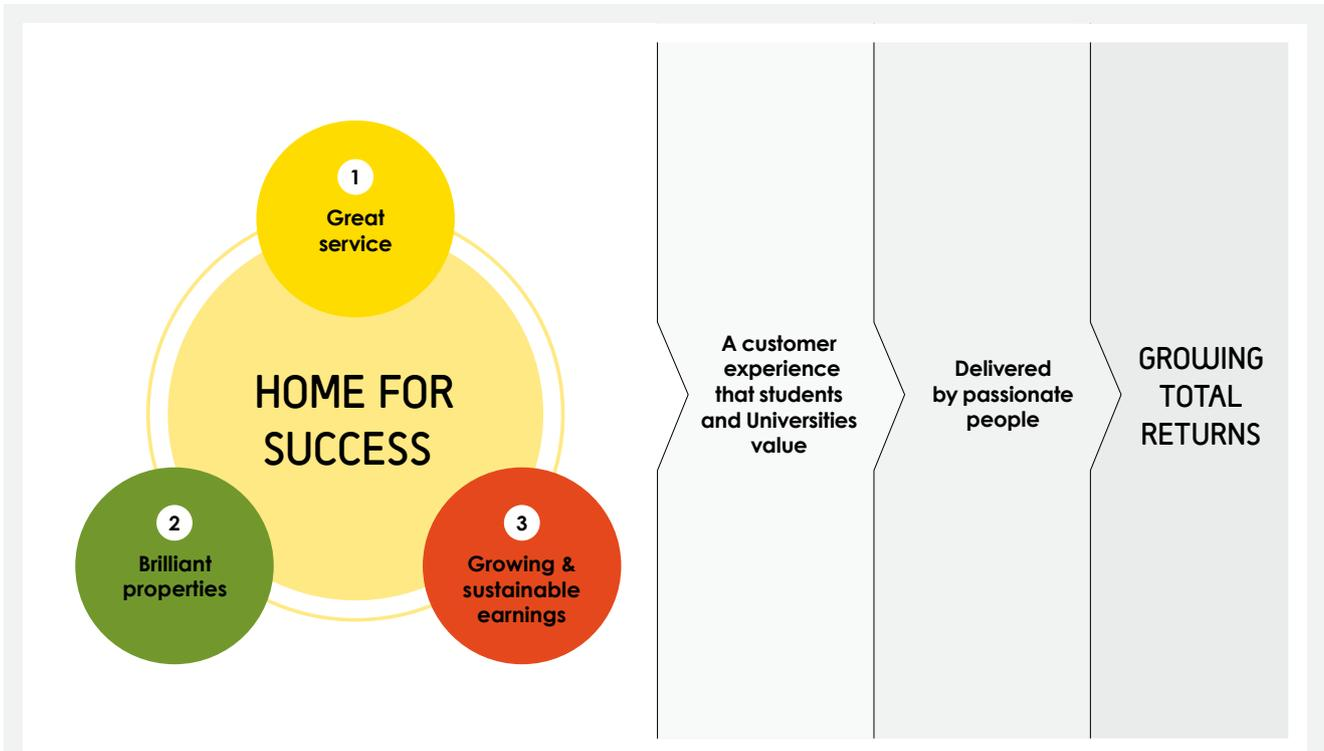 1
Great
service
HOME FOR
SUCCESS
2
Brilliant
properties
3
Growing &
sustainable
earnings
A customer
experience
that students
and Universities
value
Delivered
by passionate
people
GROWING
TOTAL
RETURNS